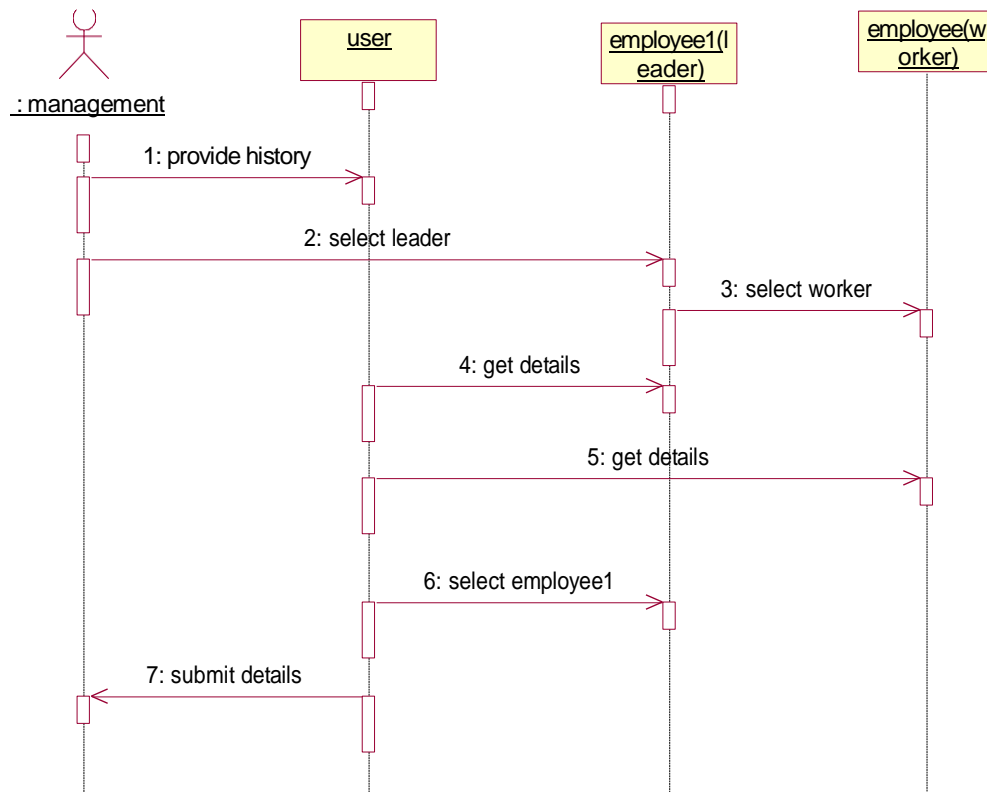 : management
user
employee1(l
eader)
employee(w
orker)
1: provide history
2: select leader
3: select worker
4: get details
5: get details
6: select employee1
7: submit details